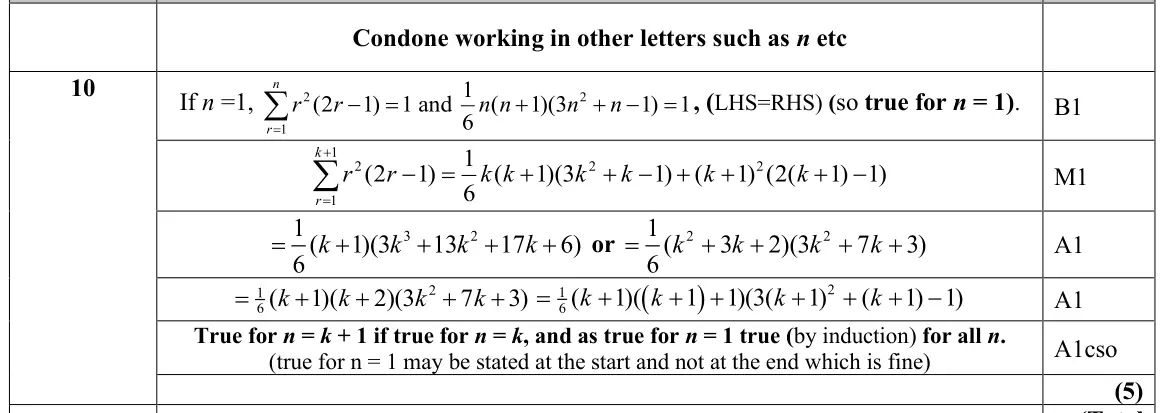 Condone working in other letters such as n etc
10
If n =1, ∑_{r=1}^{n} r²(2r − 1) = 1 and 1/6 n(n + 1)(3n² + n − 1) = 1 , (LHS=RHS) (so true for n = 1).
B1
∑_{r=1}^{k+1} r²(2r − 1) = 1/6 k(k + 1)(3k² + k − 1) + (k + 1)² (2(k + 1) − 1)
M1
= 1/6 (k + 1)(3k³ + 13k² + 17k + 6) or = 1/6 (k² + 3k + 2)(3k² + 7k + 3)
A1
= 1/6 (k + 1)(k + 2)(3k² + 7k + 3) = 1/6 (k + 1)((k + 1) + 1)(3(k + 1)² + (k + 1) − 1)
A1
True for n = k + 1 if true for n = k, and as true for n = 1 true (by induction) for all n.
(true for n = 1 may be stated at the start and not at the end which is fine)
A1cso
(5)